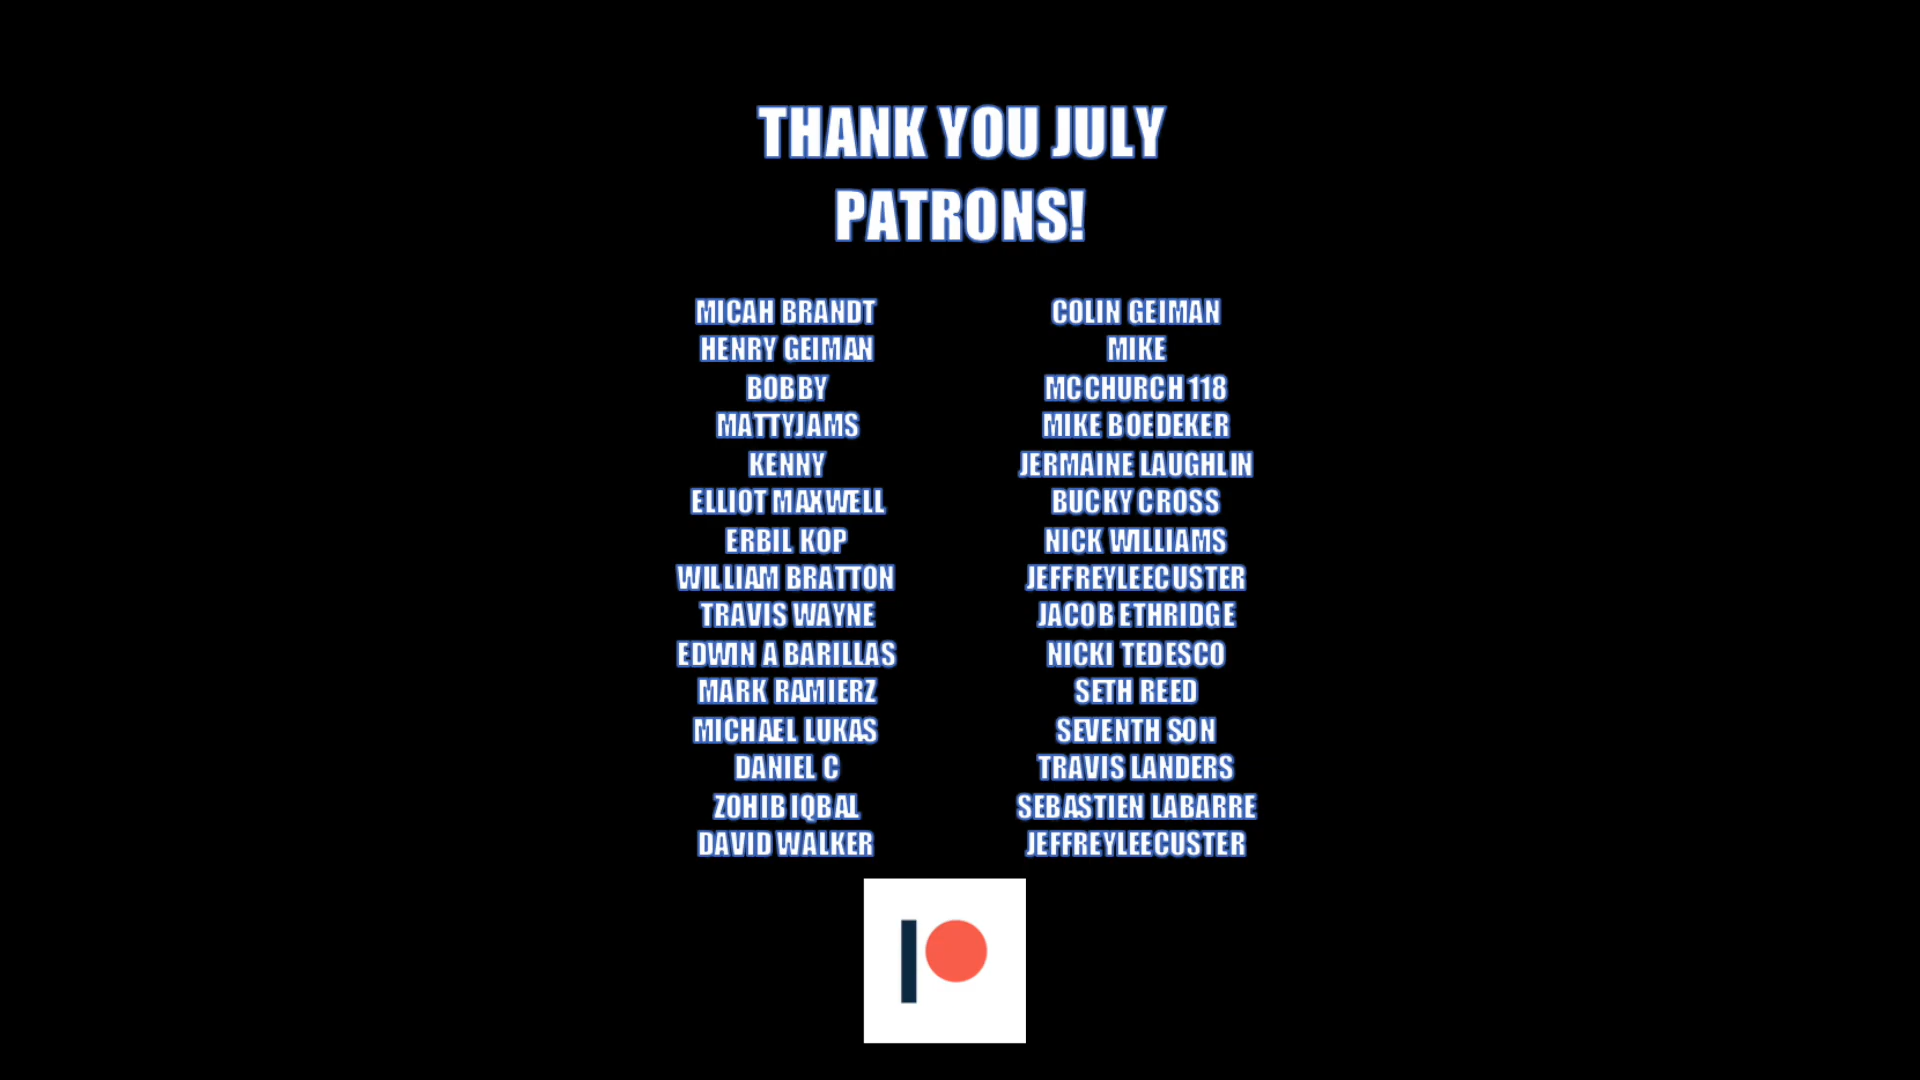 THANK YOU JULY
PATRONS!
MICAH BRANDT
HENRY GEIMAN
BOBBY
MATTYJAMS
KENNY
ELLIOT MAXWELL
ERBIL KOP
WILLIAM BRATTON
TRAVIS WAYNE
EDWIN A BARILLAS
MARK RAMIERZ
MICHAEL LUKAS
DANIEL C
ZOHIB IQBAL
DAVID WALKER
COLIN GEIMAN
MIKE
MCCHURCH 118
MIKE BOEDEKER
JERMAINE LAUGHLIN
BUCKY CROSS
NICK WILLIAMS
JEFFREYLEECUSTER
JACOB ETHRIDGE
NICKI TEDESCO
SETH REED
SEVENTH SON
TRAVIS LANDERS
SEBASTIEN LABARRE
JEFFREYLEECUSTER